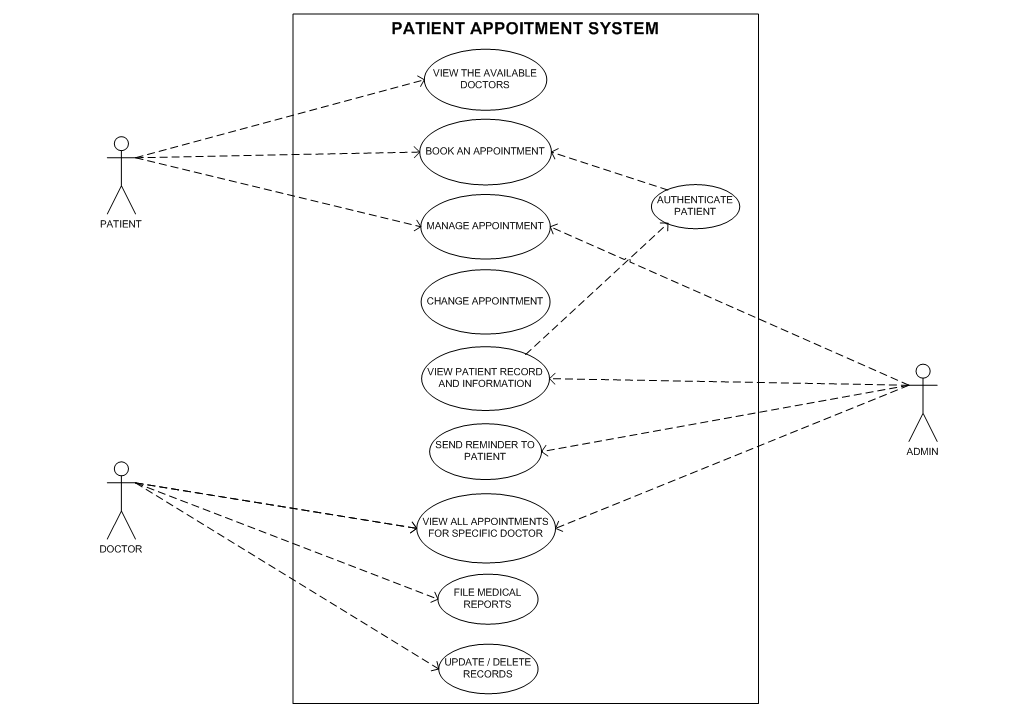 PATIENT APPOITMENT SYSTEM
VIEW THE AVAILABLE
DOCTORS
BOOK AN APPOINTMENT
AUTHENTICATE
PATIENT
PATIENT
MANAGE APPOINTMENT
CHANGE APPOINTMENT
VIEW PATIENT RECORD
AND INFORMATION
SEND REMINDER TO
PATIENT
ADMIN
VIEW ALL APPOINTMENTS
FOR SPECIFIC DOCTOR
DOCTOR
FILE MEDICAL
REPORTS
UPDATE / DELETE
RECORDS